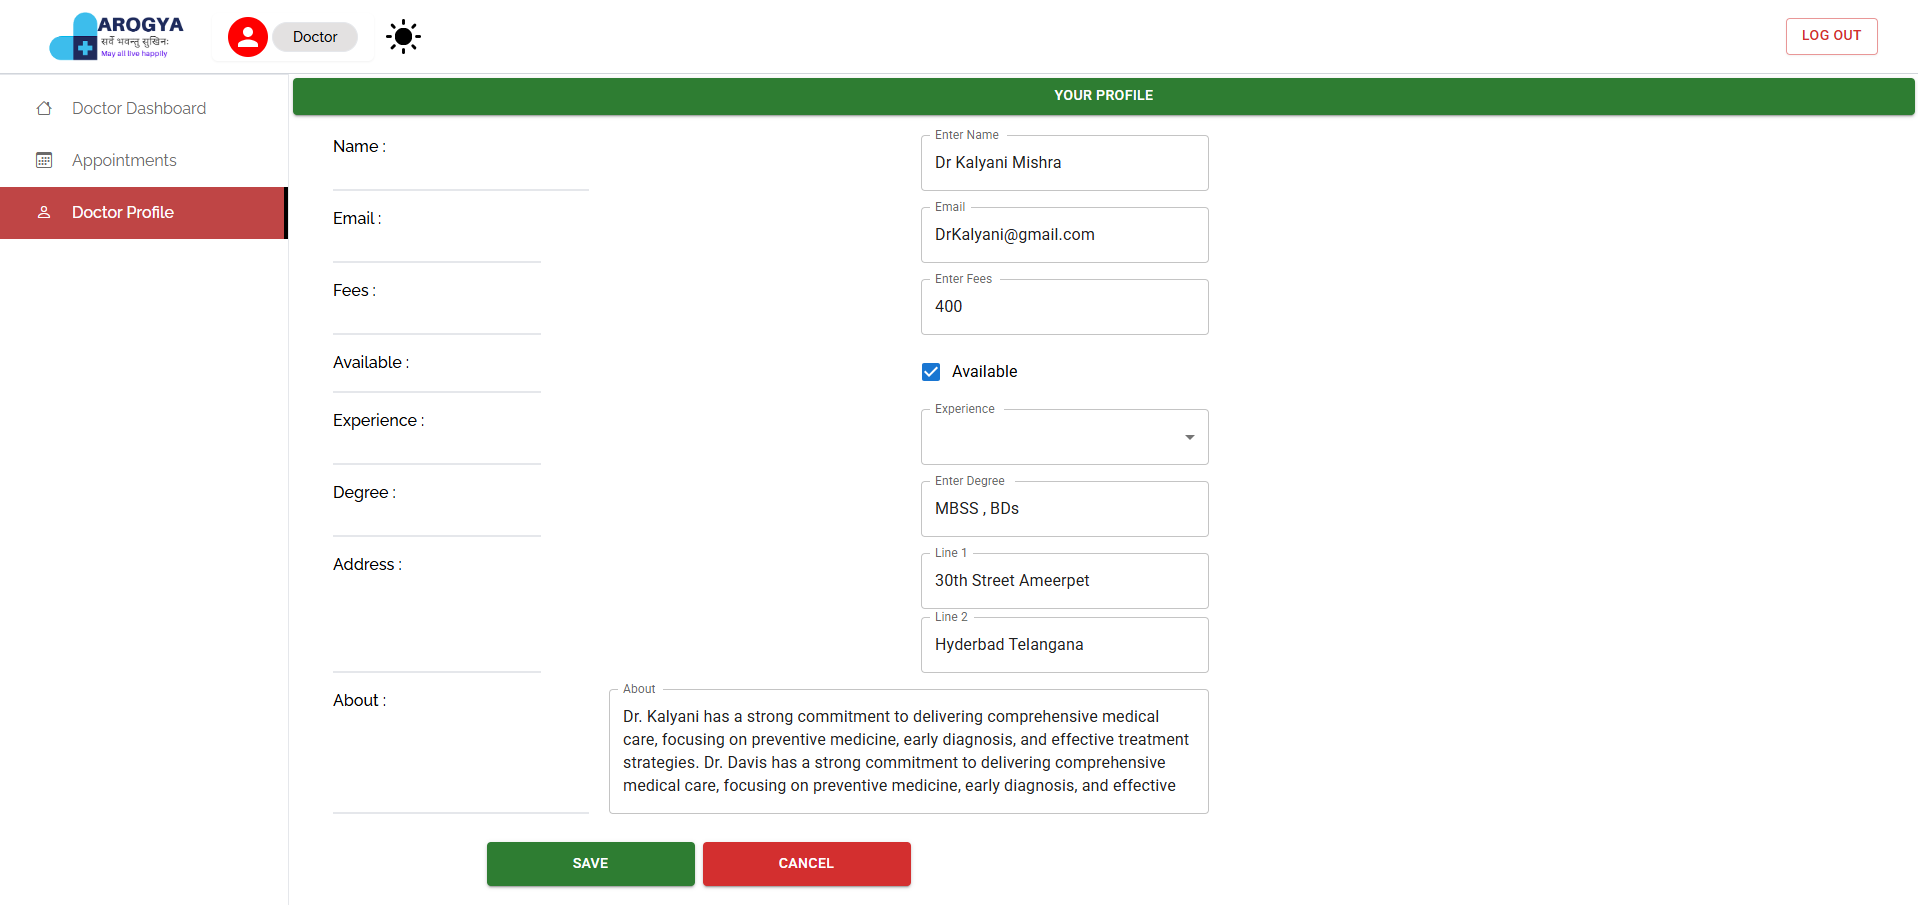 AROGYA
सर्वे भवन्तु सुखिनः
May all live happily
Doctor
LOG OUT
Doctor Dashboard
Appointments
Doctor Profile
YOUR PROFILE
Name :
Enter Name
Dr Kalyani Mishra
Email :
Email
DrKalyani@gmail.com
Fees :
Enter Fees
400
Available :
Available
Experience :
Experience
Degree :
Enter Degree
MBSS , BDs
Address :
Line 1
30th Street Ameerpet
Line 2
Hyderbad Telangana
About :
About
Dr. Kalyani has a strong commitment to delivering comprehensive medical
care, focusing on preventive medicine, early diagnosis, and effective treatment
strategies. Dr. Davis has a strong commitment to delivering comprehensive
medical care, focusing on preventive medicine, early diagnosis, and effective
SAVE
CANCEL